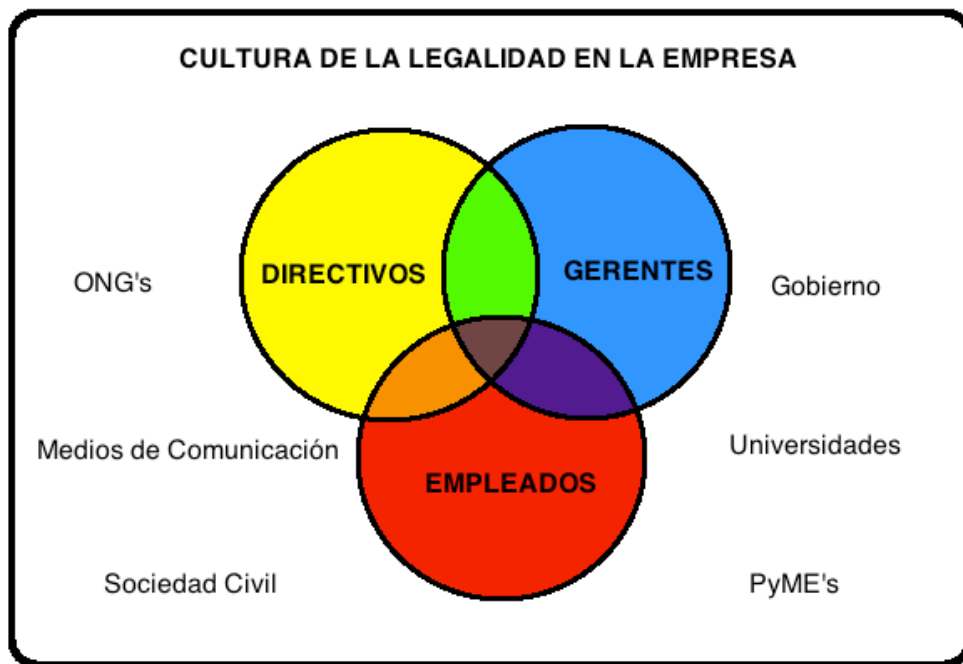 CULTURA DE LA LEGALIDAD EN LA EMPRESA
DIRECTIVOS
GERENTES
ONG's
Gobierno
Medios de Comunicación
Universidades
EMPLEADOS
Sociedad Civil
PyME's